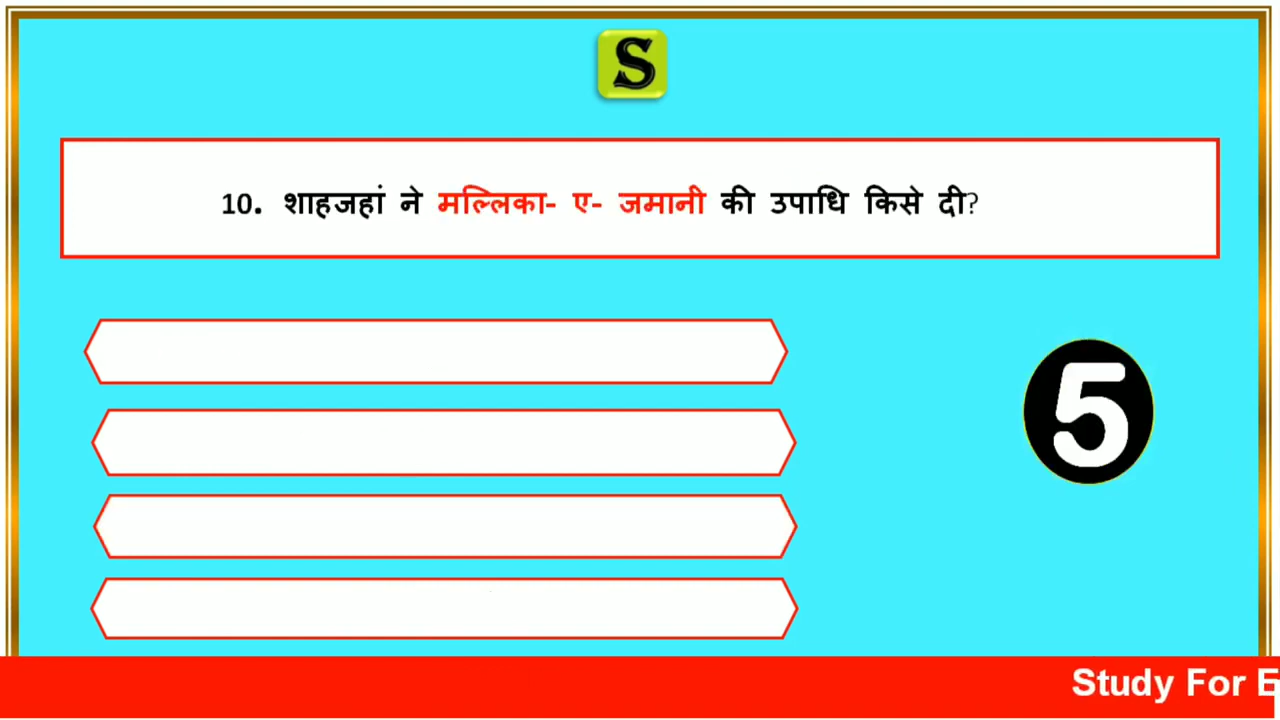 S
10. शाहजहां ने मल्लिका- ए- जमानी की उपाधि किसे दी?
5
Study For E